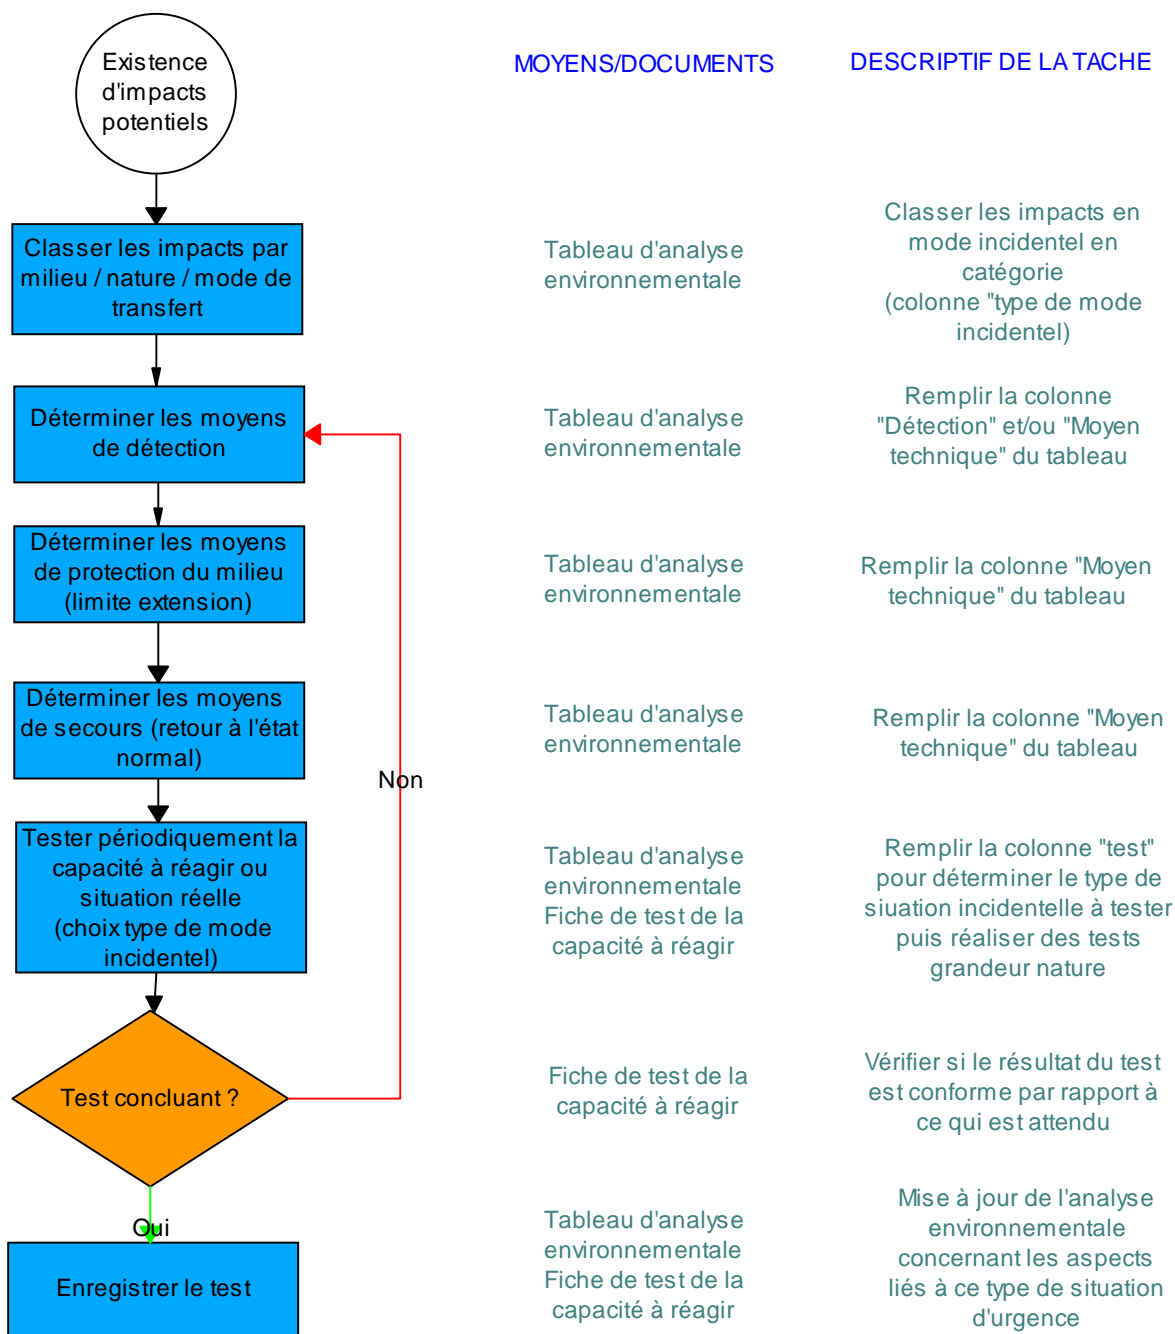 Existence
d'impacts
potentiels
MOYENS/DOCUMENTS
DESCRIPTIF DE LA TACHE
Classer les impacts par
milieu / nature / mode de
transfert
Tableau d'analyse
environnementale
Classer les impacts en
mode incidentel en
catégorie
(colonne "type de mode
incidentel)
Déterminer les moyens
de détection
Tableau d'analyse
environnementale
Remplir la colonne
"Détection" et/ou "Moyen
technique" du tableau
Déterminer les moyens
de protection du milieu
(limite extension)
Tableau d'analyse
environnementale
Remplir la colonne "Moyen
technique" du tableau
Déterminer les moyens
de secours (retour à l'état
normal)
Tableau d'analyse
environnementale
Remplir la colonne "Moyen
technique" du tableau
Non
Tester périodiquement la
capacité à réagir ou
situation réelle
(choix type de mode
incidentel)
Tableau d'analyse
environnementale
Fiche de test de la
capacité à réagir
Remplir la colonne "test"
pour déterminer le type de
siuation incidentelle à tester
puis réaliser des tests
grandeur nature
Test concluant ?
Fiche de test de la
capacité à réagir
Vérifier si le résultat du test
est conforme par rapport à
ce qui est attendu
Oui
Enregistrer le test
Tableau d'analyse
environnementale
Fiche de test de la
capacité à réagir
Mise à jour de l'analyse
environnementale
concernant les aspects
liés à ce type de situation
d'urgence